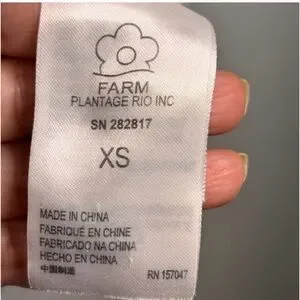 FARM
PLANTAGE RIO INC
SN 282817
XS
MADE IN CHINA
FABRIQUÉ EN CHINE
FABRICADO NA CHINA
HECHO EN CHINA
中国制造
RN 157047